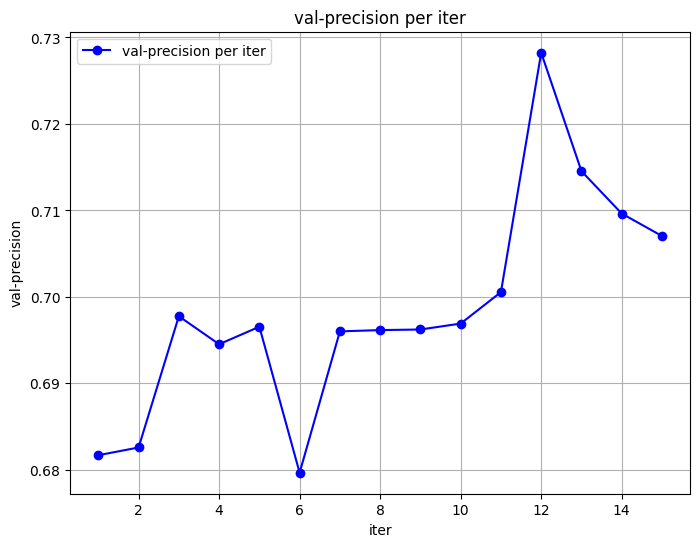 val-precision per iter
val-precision per iter
0.73
0.72
0.71
0.70
0.69
0.68
val-precision
2 4 6 8 10 12 14
iter